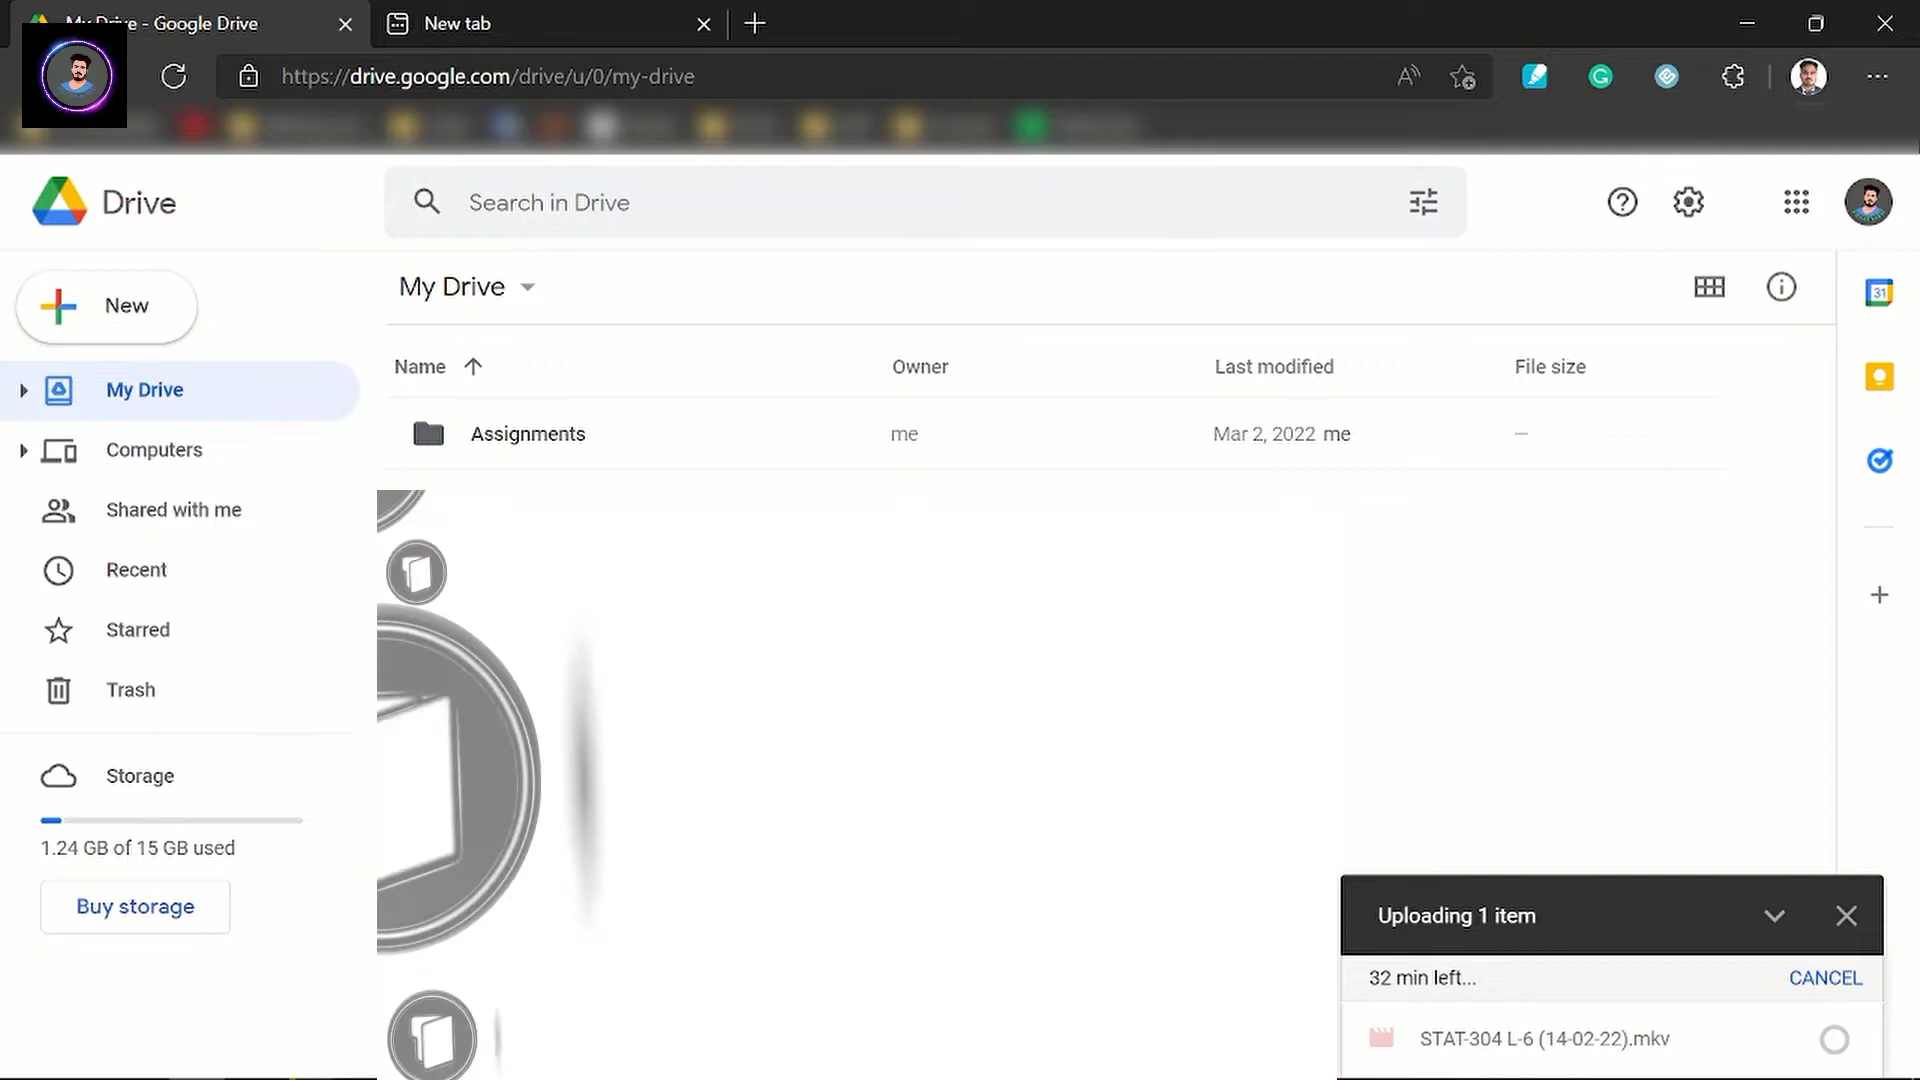 My Drive - Google Drive
New tab
https://drive.google.com/drive/u/0/my-drive
Drive
Search in Drive
New
My Drive
Computers
Shared with me
Recent
Starred
Trash
Storage
1.24 GB of 15 GB used
Buy storage
My Drive
Name Owner Last modified File size
Assignments me Mar 2, 2022 me –
31
Uploading 1 item
32 min left...
CANCEL
STAT-304 L-6 (14-02-22).mkv